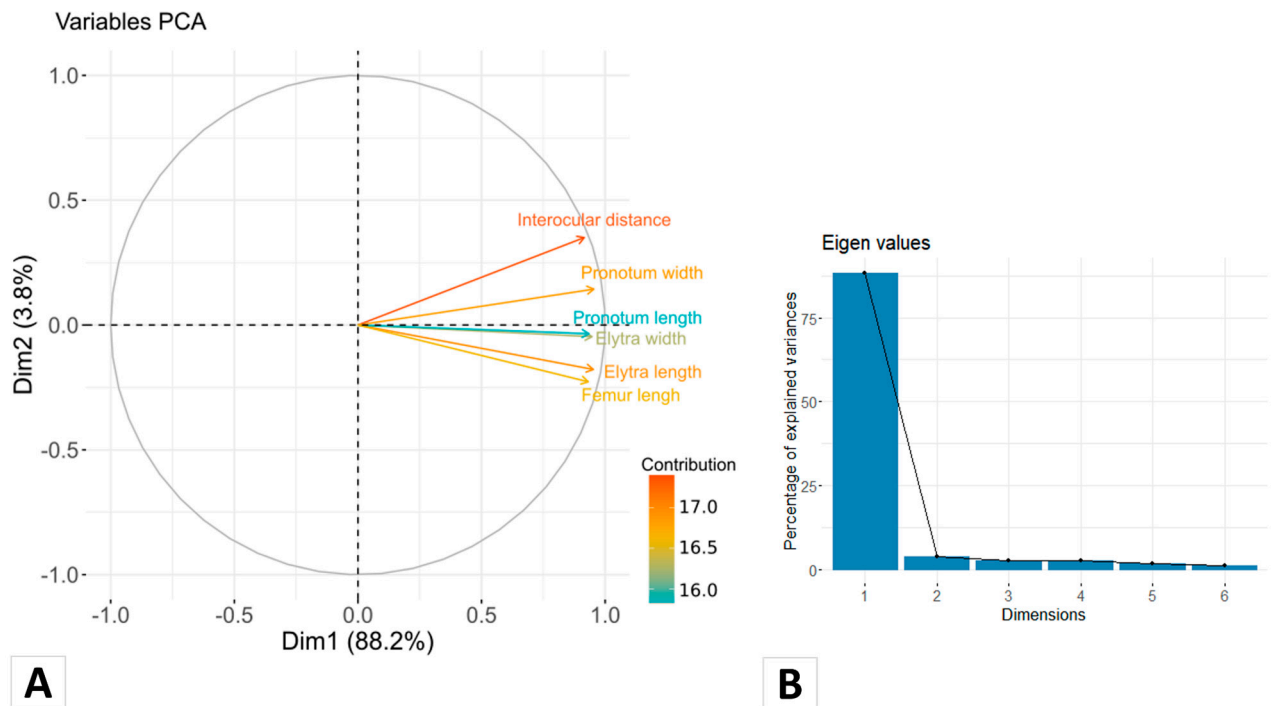 Variables PCA
1.0
0.5
0.0
-0.5
-1.0
Dim2 (3.8%)
Interocular distance
Pronotum width
Pronotum length
Elytra width
Elytra length
Femur lengh
-1.0
-0.5
0.0
0.5
1.0
Dim1 (88.2%)
Contribution
17.0
16.5
16.0
A
Eigen values
Percentage of explained variances
75
50
25
0
1
2
3
4
5
6
Dimensions
B